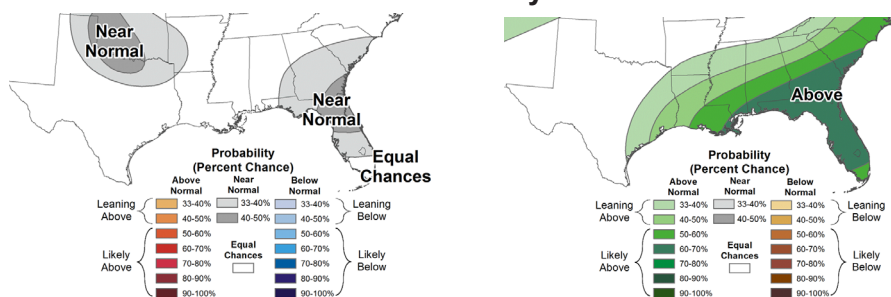 Near
Normal
Near
Normal
Equal
Chances
Probability
(Percent Chance)
Above
Normal
Near
Normal
Below
Normal
Leaning
Above
33-40%
40-50%
33-40%
40-50%
33-40%
40-50%
Leaning
Below
Likely
Above
50-60%
60-70%
70-80%
80-90%
90-100%
Equal
Chances
50-60%
60-70%
70-80%
80-90%
90-100%
Likely
Below
Above
Probability
(Percent Chance)
Above
Normal
Near
Normal
Below
Normal
Leaning
Above
33-40%
40-50%
33-40%
40-50%
33-40%
40-50%
Leaning
Below
Likely
Above
50-60%
60-70%
70-80%
80-90%
90-100%
Equal
Chances
50-60%
60-70%
70-80%
80-90%
90-100%
Likely
Below